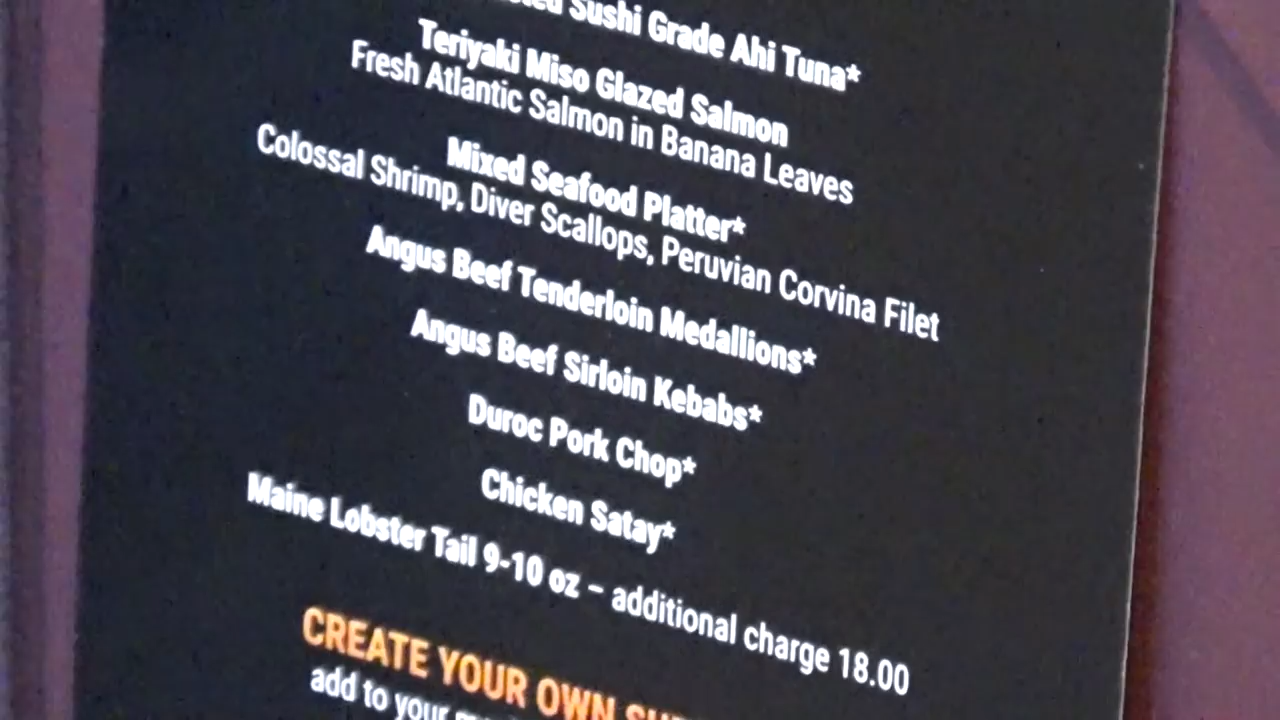 Sushi Grade Ahi Tuna*
Teriyaki Miso Glazed Salmon
Fresh Atlantic Salmon in Banana Leaves
Mixed Seafood Platter*
Colossal Shrimp, Diver Scallops, Peruvian Corvina Filet
Angus Beef Tenderloin Medallions*
Angus Beef Sirloin Kebabs*
Duroc Pork Chop*
Chicken Satay*
Maine Lobster Tail 9-10 oz – additional charge 18.00
CREATE YOUR OWN
add to your